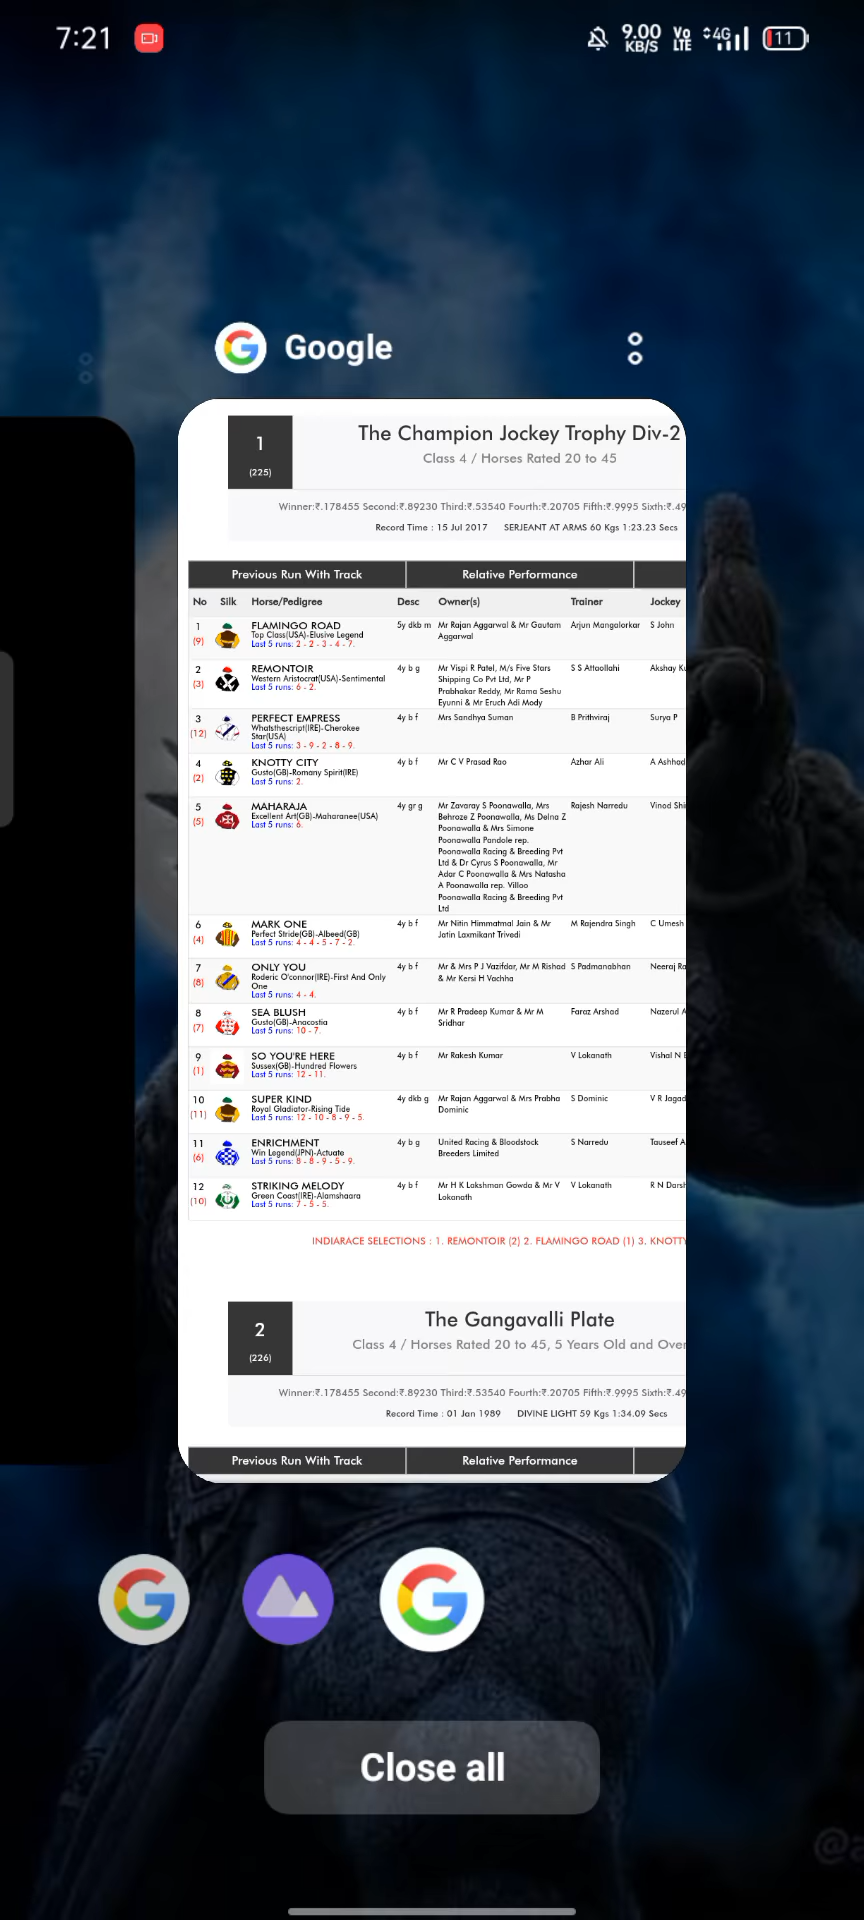 7:21
9.00 KB/S
Vo LTE
4G
11
Google
1
(225)
The Champion Jockey Trophy Div-2
Class 4 / Horses Rated 20 to 45
Winner:₹.178455 Second:₹.89230 Third:₹.53540 Fourth:₹.20705 Fifth:₹.9995 Sixth:₹.49
Record Time : 15 Jul 2017 SERJEANT AT ARMS 60 Kgs 1:23.23 Secs
Previous Run With Track Relative Performance
No Silk Horse/Pedigree Desc Owner(s) Trainer Jockey
1 FLAMINGO ROAD 5y dkb m Mr Rajan Aggarwal & Mr Gautam Arjun Mangalorkar S John
Top Class(USA)-Elusive Legend Aggarwal
(9) Last 5 runs: 2 - 2 - 3 - 4 - 7.
2 REMONTOIR 4y b g Mr Vispi R Patel, M/s Five Stars S S Attaollahi Akshay Ku
Western Aristocrat(USA)-Sentimental Shipping Co Pvt Ltd, Mr P
(3) Last 5 runs: 6 - 2. Prabhakar Reddy, Mr Rama Seshu
Eyunni & Mr Eruch Adi Mody
3 PERFECT EMPRESS 4y b f Mrs Sandhya Suman B Prithviraj Surya P
Whatsthescript(IRE)-Cherokee
(12) Star(USA)
Last 5 runs: 3 - 9 - 2 - 8 - 9.
4 KNOTTY CITY 4y b f Mr C V Prasad Rao Azhar Ali A Ashhad
Gusto(GB)-Romany Spirit(IRE)
(2) Last 5 runs: 2.
5 MAHARAJA 4y gr g Mr Zavaray S Poonawalla, Mrs Rajesh Narredu Vinod Shi
Excellent Art(GB)-Maharanee(USA) Behroze Z Poonawalla, Ms Delna Z
(5) Last 5 runs: 6. Poonawalla & Mrs Simone
Poonawalla Pandole rep.
Poonawalla Racing & Breeding Pvt
Ltd & Dr Cyrus S Poonawalla, Mr
Adar C Poonawalla & Mrs Natasha
A Poonawalla rep. Villoo
Poonawalla Racing & Breeding Pvt
Ltd
6 MARK ONE 4y b f Mr Nitin Himmatmal Jain & Mr M Rajendra Singh C Umesh
Perfect Stride(GB)-Albeed(GB) Jatin Laxmikant Trivedi
(4) Last 5 runs: 4 - 4 - 5 - 7 - 2.
7 ONLY YOU 4y b f Mr & Mrs P J Vazifdar, Mr M Rishad S Padmanabhan Neeraj Ra
Roderic O'connor(IRE)-First And Only & Mr Kersi H Vachha
(8) One
Last 5 runs: 4 - 4.
8 SEA BLUSH 4y b f Mr R Pradeep Kumar & Mr M Faraz Arshad Nazerul A
Gusto(GB)-Anacostia Sridhar
(7) Last 5 runs: 10 - 7.
9 SO YOU'RE HERE 4y b f Mr Rakesh Kumar V Lokanath Vishal N B
Sussex(GB)-Hundred Flowers
(1) Last 5 runs: 12 - 11.
10 SUPER KIND 4y dkb g Mr Rajan Aggarwal & Mrs Prabha S Dominic V R Jagad
Royal Gladiator-Rising Tide Dominic
(11) Last 5 runs: 12 - 10 - 8 - 9 - 5.
11 ENRICHMENT 4y b g United Racing & Bloodstock S Narredu Tauseef A
Win Legend(JPN)-Actuate Breeders Limited
(6) Last 5 runs: 8 - 8 - 9 - 5 - 9.
12 STRIKING MELODY 4y b f Mr H K Lakshman Gowda & Mr V V Lokanath R N Darsh
Green Coast(IRE)-Alamshaara Lokanath
(10) Last 5 runs: 7 - 5 - 5.
INDIARACE SELECTIONS : 1. REMONTOIR (2) 2. FLAMINGO ROAD (1) 3. KNOTTY
2
(226)
The Gangavalli Plate
Class 4 / Horses Rated 20 to 45, 5 Years Old and Over
Winner:₹.178455 Second:₹.89230 Third:₹.53540 Fourth:₹.20705 Fifth:₹.9995 Sixth:₹.49
Record Time : 01 Jan 1989 DIVINE LIGHT 59 Kgs 1:34.09 Secs
Previous Run With Track Relative Performance
Close all